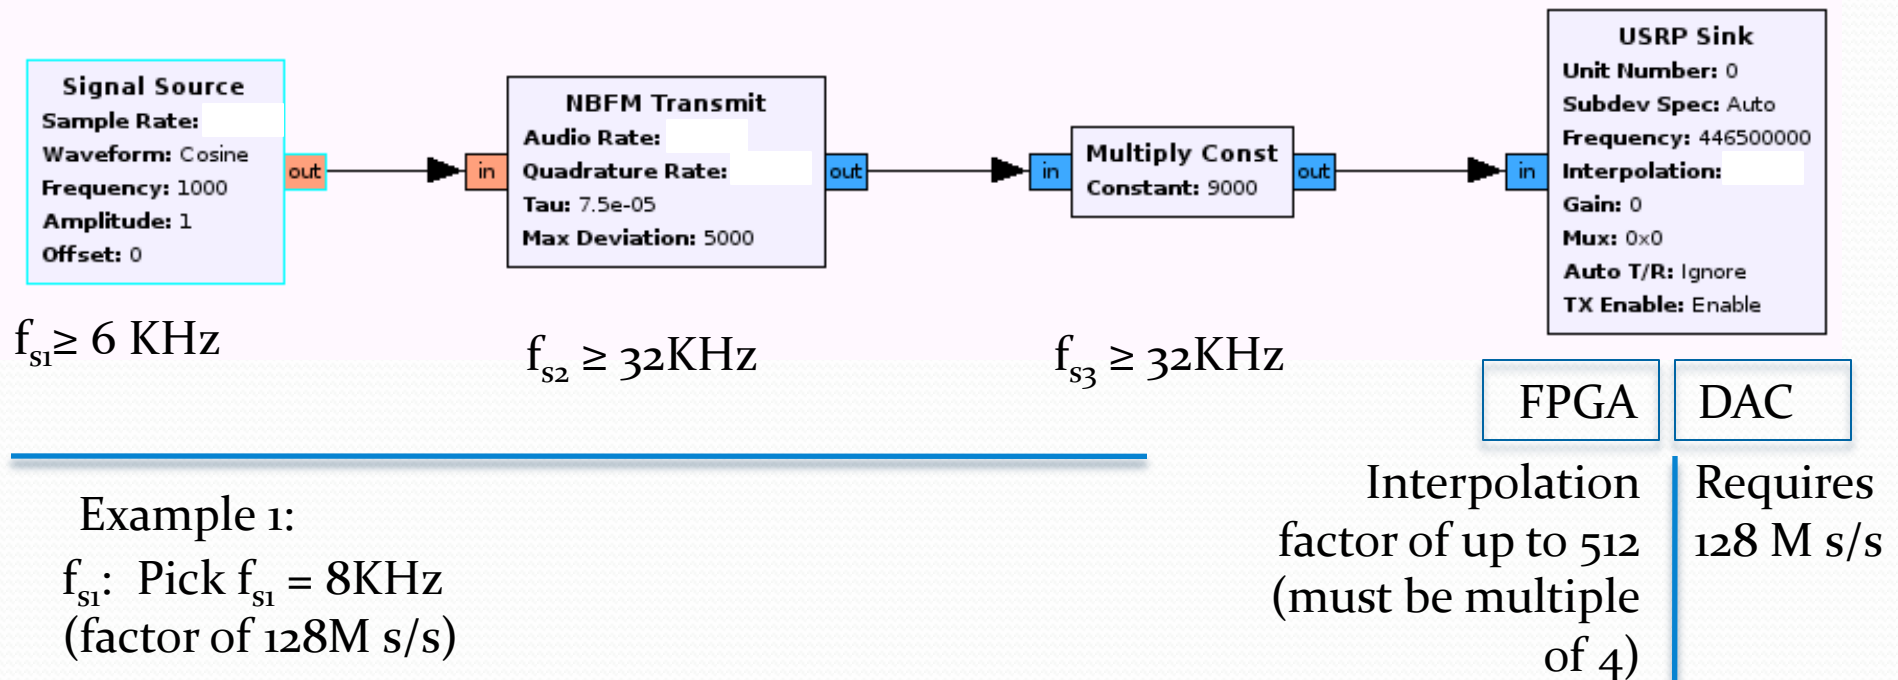 Signal Source
Sample Rate:
Waveform: Cosine
Frequency: 1000
Amplitude: 1
Offset: 0
out
in
NBFM Transmit
Audio Rate:
Quadrature Rate:
Tau: 7.5e-05
Max Deviation: 5000
out
in
Multiply Const
Constant: 9000
out
in
USRP Sink
Unit Number: 0
Subdev Spec: Auto
Frequency: 446500000
Interpolation:
Gain: 0
Mux: 0x0
Auto T/R: Ignore
TX Enable: Enable
fs1≥ 6 KHz
fs2 ≥ 32KHz
fs3 ≥ 32KHz
FPGA
DAC
Example 1:
fs1: Pick fs1 = 8KHz
(factor of 128M s/s)
Interpolation
factor of up to 512
(must be multiple
of 4)
Requires
128 M s/s